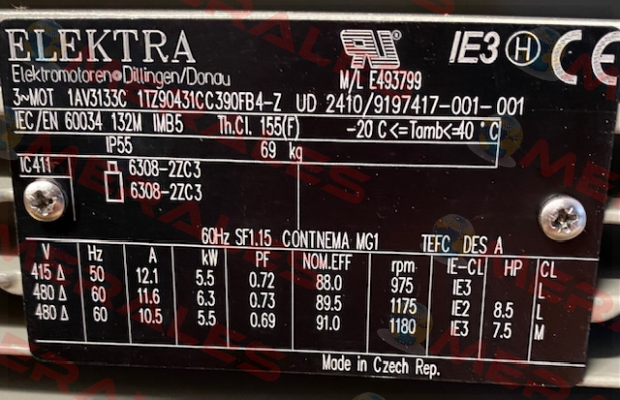 ELEKTRA
Elektromotoren•Dillingen/Donau
UR
M/L E493799
IE3 H CE
3~MOT 1AV3133C 1TZ90431CC390FB4-Z UD 2410/9197417-001-001
IEC/EN 60034 132M IMB5 Th.Cl. 155(F) -20 C<=Tamb<=40 °C
IP55 69 kg
IC411 6308-2ZC3
6308-2ZC3
60Hz SF1.15 CONTNEMA MG1 TEFC DES A
V Hz A kW PF NOM.EFF rpm IE-CL HP CL
415 Δ 50 12.1 5.5 0.72 88.0 975 IE3 L
480 Δ 60 11.6 6.3 0.73 89.5 1175 IE2 8.5 L
480 Δ 60 10.5 5.5 0.69 91.0 1180 IE3 7.5 M
Made in Czech Rep.
MERALES